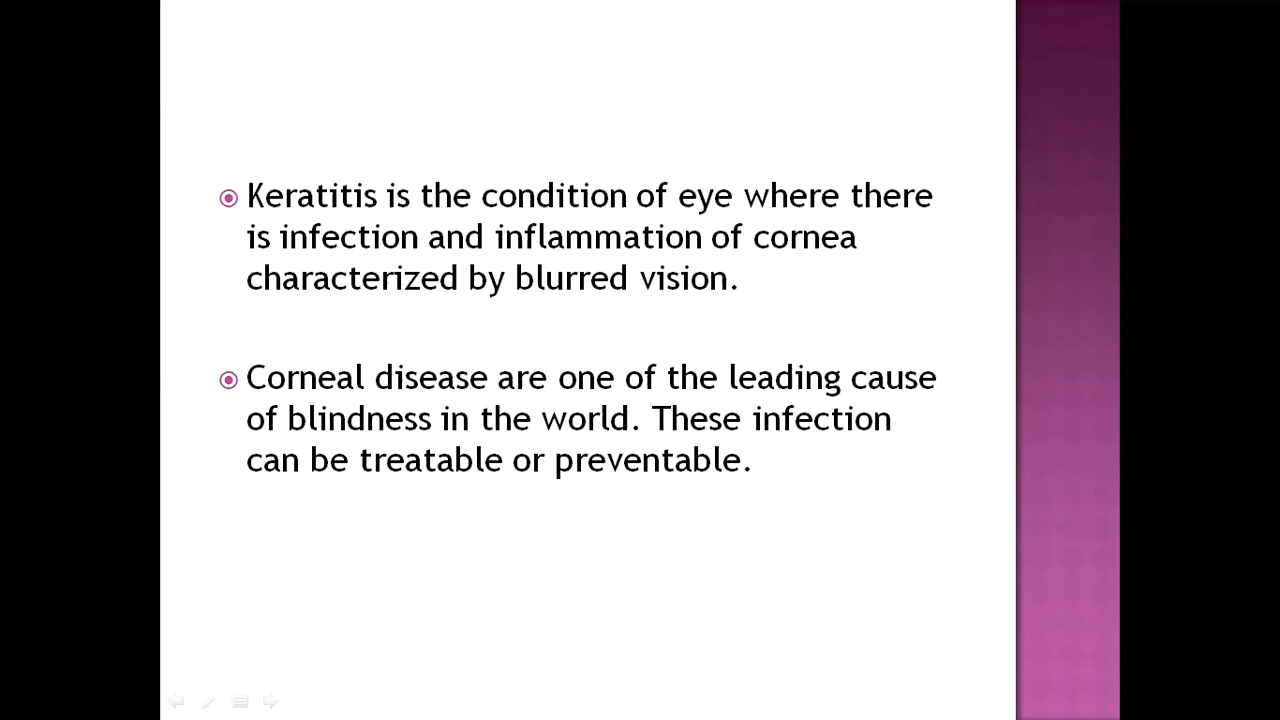 Keratitis is the condition of eye where there
is infection and inflammation of cornea
characterized by blurred vision.
Corneal disease are one of the leading cause
of blindness in the world. These infection
can be treatable or preventable.